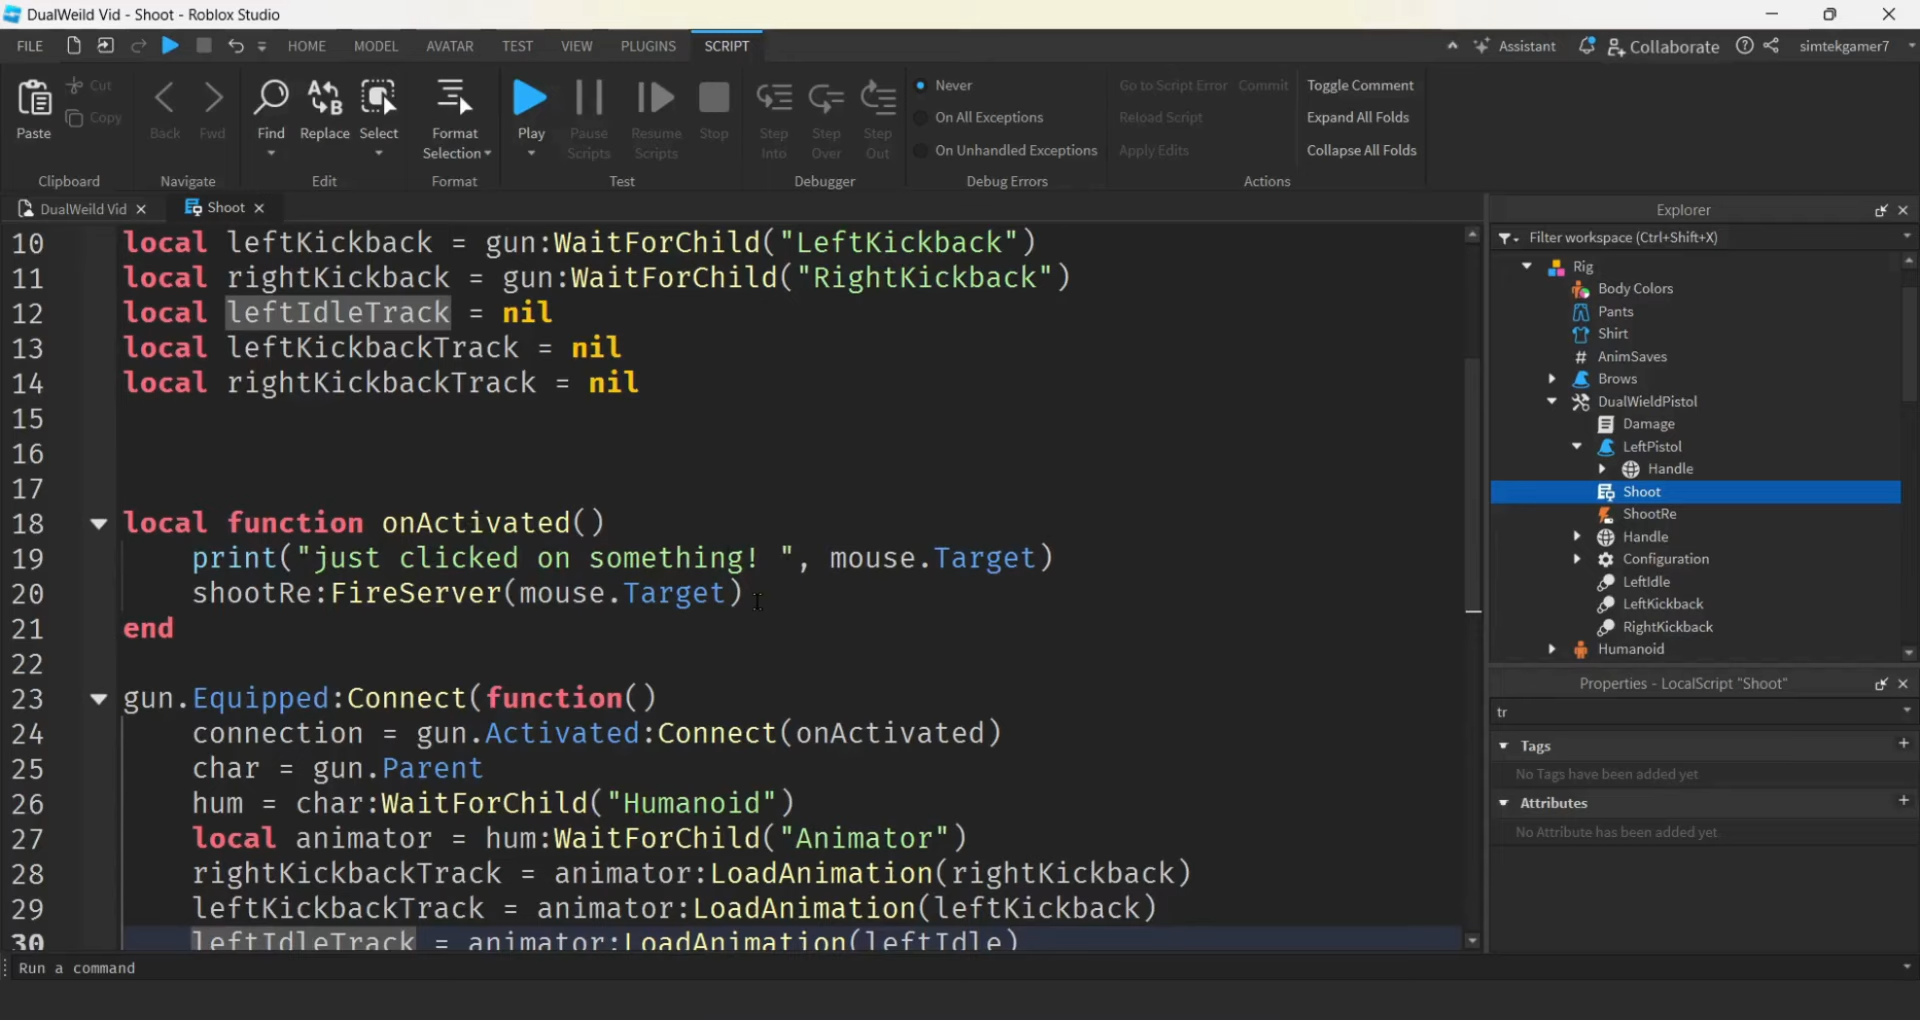 DualWeild Vid - Shoot - Roblox Studio
FILE HOME MODEL AVATAR TEST VIEW PLUGINS SCRIPT Assistant Collaborate simtekgamer7
Paste Cut Copy Back Fwd Find Replace Select Format Selection Play Pause Scripts Resume Scripts Stop Step Into Step Over Step Out
Never
On All Exceptions
On Unhandled Exceptions
Go to Script Error Commit
Reload Script
Apply Edits
Toggle Comment
Expand All Folds
Collapse All Folds
Clipboard Navigate Edit Format Test Debugger Debug Errors Actions
DualWeild Vid Shoot
10 local leftKickback = gun:WaitForChild("LeftKickback")
11 local rightKickback = gun:WaitForChild("RightKickback")
12 local leftIdleTrack = nil
13 local leftKickbackTrack = nil
14 local rightKickbackTrack = nil
15
16
17
18 local function onActivated()
19 print("just clicked on something! ", mouse.Target)
20 shootRe:FireServer(mouse.Target)
21 end
22
23 gun.Equipped:Connect(function()
24 connection = gun.Activated:Connect(onActivated)
25 char = gun.Parent
26 hum = char:WaitForChild("Humanoid")
27 local animator = hum:WaitForChild("Animator")
28 rightKickbackTrack = animator:LoadAnimation(rightKickback)
29 leftKickbackTrack = animator:LoadAnimation(leftKickback)
30 leftIdleTrack = animator:LoadAnimation(leftIdle)
Run a command
Explorer
Filter workspace (Ctrl+Shift+X)
Rig
Body Colors
Pants
Shirt
AnimSaves
Brows
DualWieldPistol
Damage
LeftPistol
Handle
Shoot
ShootRe
Handle
Configuration
LeftIdle
LeftKickback
RightKickback
Humanoid
Properties - LocalScript "Shoot"
tr
Tags
No Tags have been added yet
Attributes
No Attribute has been added yet